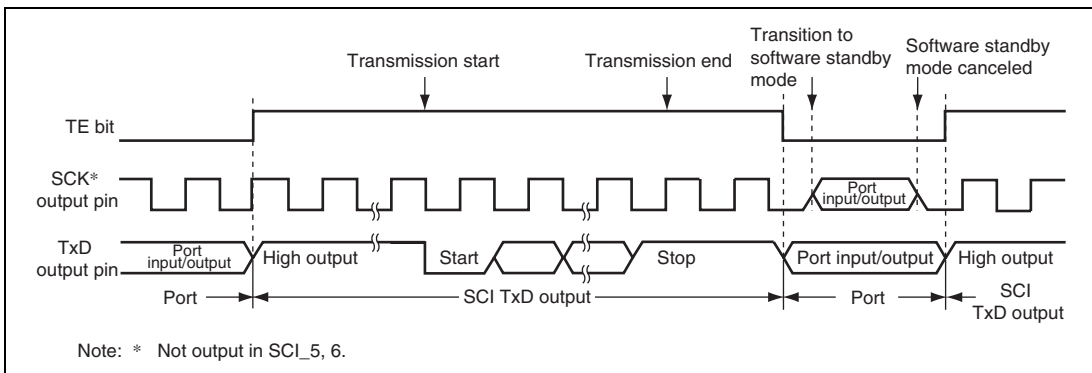 Transmission start
Transmission end
Transition to
software standby
mode
Software standby
mode canceled
TE bit
SCK*
output pin
Port
input/output
TxD
output pin
Port
input/output
High output
Start
Stop
Port input/output
High output
Port
SCI TxD output
Port
SCI
TxD output
Note: * Not output in SCI_5, 6.